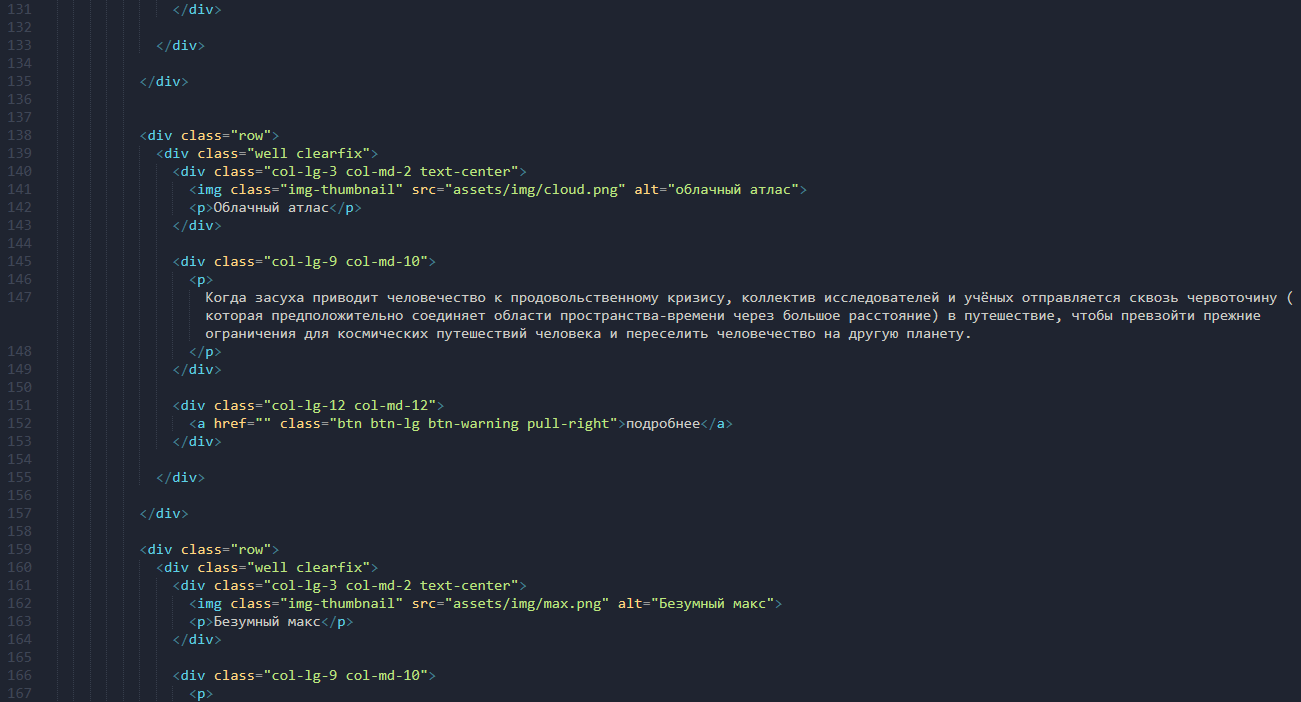 131 </div>
132
133 </div>
134
135 </div>
136
137
138 <div class="row">
139 <div class="well clearfix">
140 <div class="col-lg-3 col-md-2 text-center">
141 <img class="img-thumbnail" src="assets/img/cloud.png" alt="облачный атлас">
142 <p>Облачный атлас</p>
143 </div>
144
145 <div class="col-lg-9 col-md-10">
146 <p>
147 Когда засуха приводит человечество к продовольственному кризису, коллектив исследователей и учёных отправляется сквозь червоточину (
которая предположительно соединяет области пространства-времени через большое расстояние) в путешествие, чтобы превзойти прежние
ограничения для космических путешествий человека и переселить человечество на другую планету.
148 </p>
149 </div>
150
151 <div class="col-lg-12 col-md-12">
152 <a href="" class="btn btn-lg btn-warning pull-right">подробнее</a>
153 </div>
154
155 </div>
156
157 </div>
158
159 <div class="row">
160 <div class="well clearfix">
161 <div class="col-lg-3 col-md-2 text-center">
162 <img class="img-thumbnail" src="assets/img/max.png" alt="Безумный макс">
163 <p>Безумный макс</p>
164 </div>
165
166 <div class="col-lg-9 col-md-10">
167 <p>